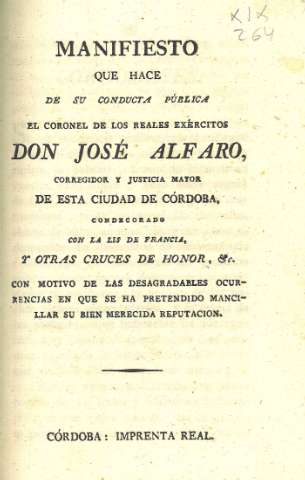 XIX
264
MANIFIESTO
QUE HACE
DE SU CONDUCTA PÚBLICA
EL CORONEL DE LOS REALES EXÉRCITOS
DON JOSÉ ALFARO,
CORREGIDOR Y JUSTICIA MAYOR
DE ESTA CIUDAD DE CÓRDOBA,
CONDECORADO
CON LA LIS DE FRANCIA,
Y OTRAS CRUCES DE HONOR, &c.
CON MOTIVO DE LAS DESAGRADABLES OCUR-
RENCIAS EN QUE SE HA PRETENDIDO MANCI-
LLAR SU BIEN MERECIDA REPUTACION.
CÓRDOBA: IMPRENTA REAL.